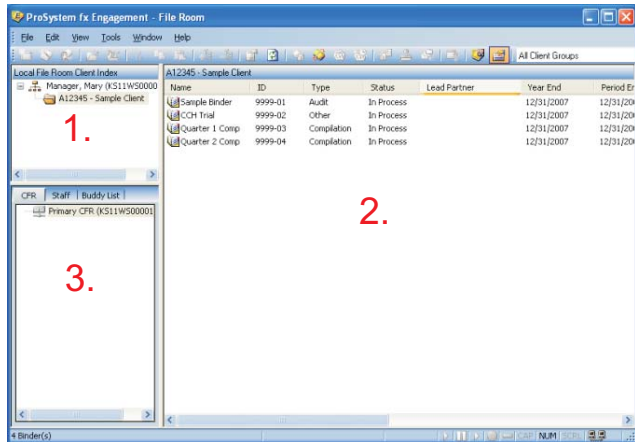 ProSystem fx Engagement - File Room
File Edit View Tools Window Help
All Client Groups
Local File Room Client Index
A12345 - Sample Client
Manager, Mary (KS11WS0000
A12345 - Sample Client
1.
Name ID Type Status Lead Partner Year End Period En
Sample Binder 9999-01 Audit In Process 12/31/2007 12/31/20
CCH Trial 9999-02 Other In Process 12/31/2007 12/31/20
Quarter 1 Comp 9999-03 Compilation In Process 12/31/2007 12/31/20
Quarter 2 Comp 9999-04 Compilation In Process 12/31/2007 12/31/20
2.
CFR Staff Buddy List
Primary CFR (KS11WS00001
3.
4 Binder(s)
CAP NUM SCRL